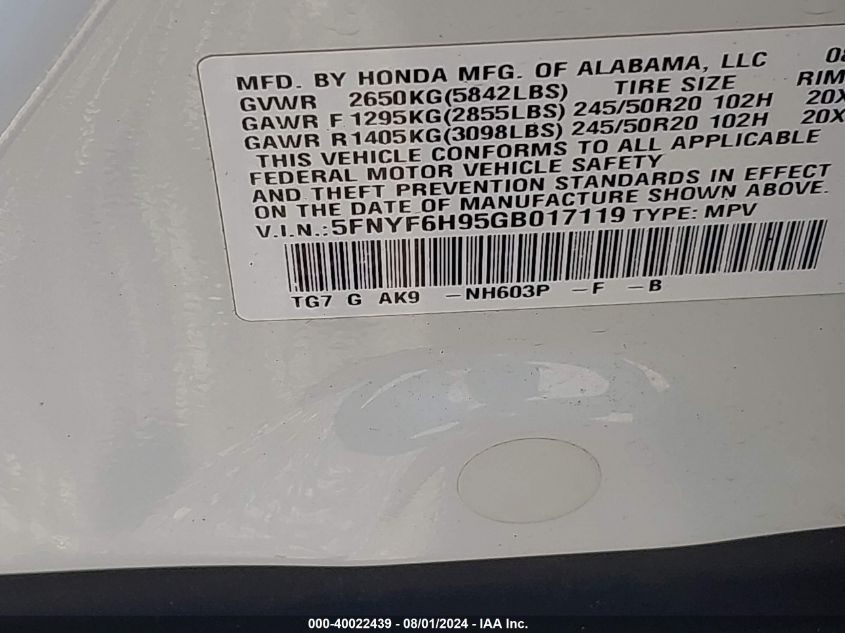 MFD. BY HONDA MFG. OF ALABAMA, LLC 08
GVWR 2650KG(5842LBS) TIRE SIZE RIM
GAWR F 1295KG(2855LBS) 245/50R20 102H 20X
GAWR R1405KG(3098LBS) 245/50R20 102H 20X
THIS VEHICLE CONFORMS TO ALL APPLICABLE
FEDERAL MOTOR VEHICLE SAFETY
AND THEFT PREVENTION STANDARDS IN EFFECT
ON THE DATE OF MANUFACTURE SHOWN ABOVE.
V.I.N.:5FNYF6H95GB017119 TYPE: MPV
TG7 G AK9 -NH603P -F -B
000-40022439 - 08/01/2024 - IAA Inc.